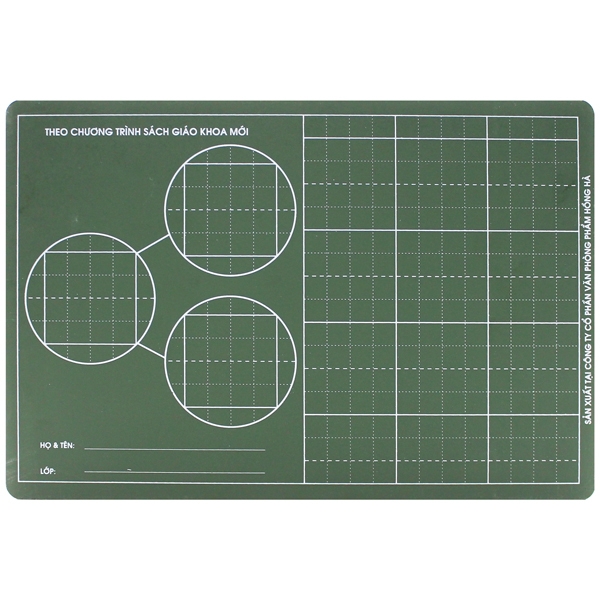 THEO CHƯƠNG TRÌNH SÁCH GIÁO KHOA MỚI
HỌ & TÊN:
LỚP:
SẢN XUẤT TẠI CÔNG TY CỔ PHẦN VĂN PHÒNG PHẨM HỒNG HÀ